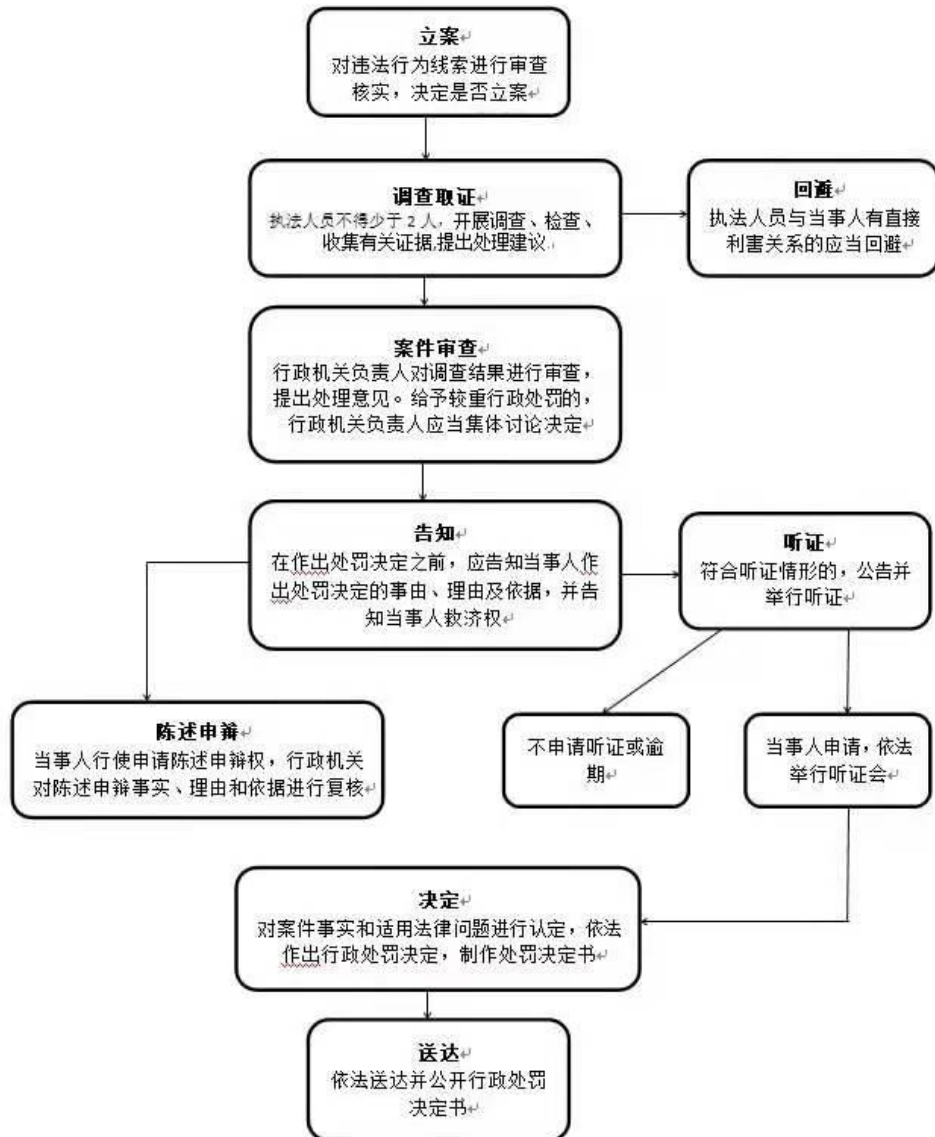 立案
对违法行为线索进行审查
核实，决定是否立案
调查取证
执法人员不得少于 2 人，开展调查、检查、
收集有关证据,提出处理建议.
回避
执法人员与当事人有直接
利害关系的应当回避
案件审查
行政机关负责人对调查结果进行审查，
提出处理意见。给予较重行政处罚的，
行政机关负责人应当集体讨论决定
告知
在作出处罚决定之前，应告知当事人作
出处罚决定的事由、理由及依据，并告
知当事人救济权
听证
符合听证情形的，公告并
举行听证
陈述申辩
当事人行使申请陈述申辩权，行政机关
对陈述申辩事实、理由和依据进行复核
不申请听证或逾
期
当事人申请，依法
举行听证会
决定
对案件事实和适用法律问题进行认定，依法
作出行政处罚决定，制作处罚决定书
送达
依法送达并公开行政处罚
决定书